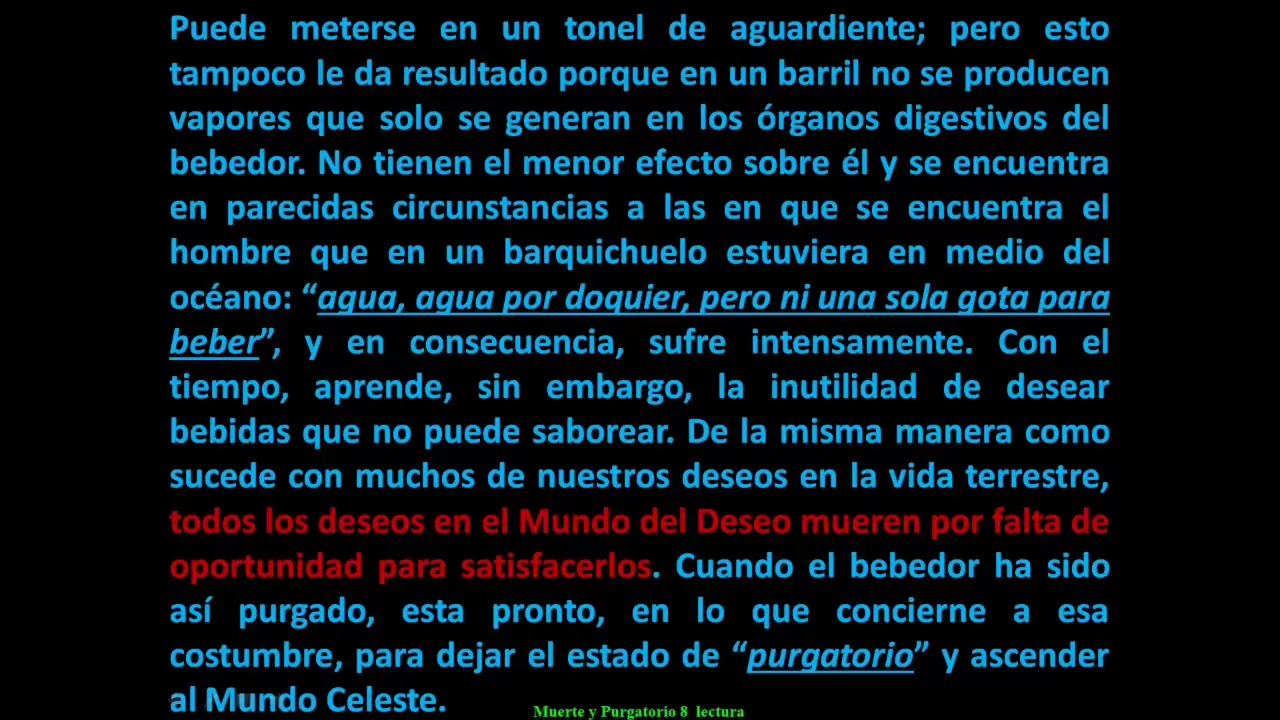 Puede meterse en un tonel de aguardiente; pero esto
tampoco le da resultado porque en un barril no se producen
vapores que solo se generan en los órganos digestivos del
bebedor. No tienen el menor efecto sobre él y se encuentra
en parecidas circunstancias a las en que se encuentra el
hombre que en un barquichuelo estuviera en medio del
océano: “agua, agua por doquier, pero ni una sola gota para
beber”, y en consecuencia, sufre intensamente. Con el
tiempo, aprende, sin embargo, la inutilidad de desear
bebidas que no puede saborear. De la misma manera como
sucede con muchos de nuestros deseos en la vida terrestre,
todos los deseos en el Mundo del Deseo mueren por falta de
oportunidad para satisfacerlos. Cuando el bebedor ha sido
así purgado, esta pronto, en lo que concierne a esa
costumbre, para dejar el estado de “purgatorio” y ascender
al Mundo Celeste.
Muerte y Purgatorio 8 lectura